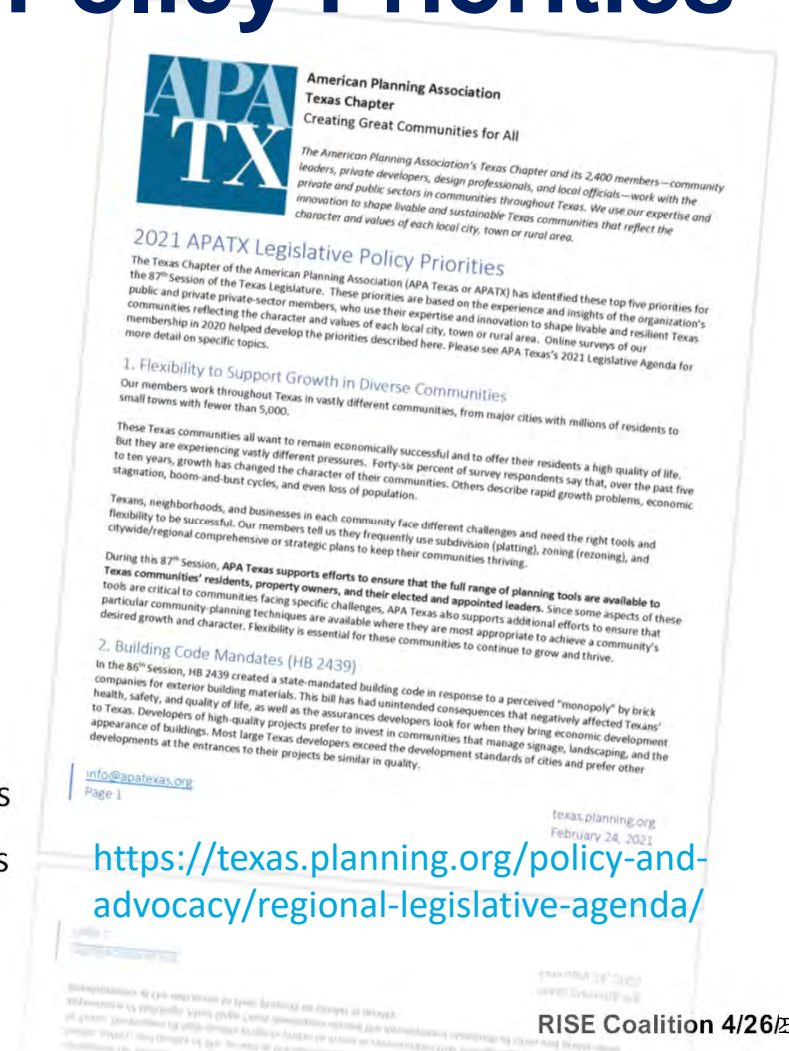 Policy Priorities
APA
TX
American Planning Association
Texas Chapter
Creating Great Communities for All
The American Planning Association's Texas Chapter and its 2,400 members—community
leaders, private developers, design professionals, and local officials—work with the
private and public sectors in communities throughout Texas. We use our expertise and
innovation to shape livable and sustainable Texas communities that reflect the
character and values of each local city, town or rural area.
2021 APATX Legislative Policy Priorities
The Texas Chapter of the American Planning Association (APA Texas or APATX) has identified these top five priorities for
the 87th Session of the Texas Legislature. These priorities are based on the experience and insights of the organization's
public and private private-sector members, who use their expertise and innovation to shape livable and resilient Texas
communities reflecting the character and values of each local city, town or rural area. Online surveys of our
membership in 2020 helped develop the priorities described here. Please see APA Texas's 2021 Legislative Agenda for
more detail on specific topics.
1. Flexibility to Support Growth in Diverse Communities
Our members work throughout Texas in vastly different communities, from major cities with millions of residents to
small towns with fewer than 5,000.
These Texas communities all want to remain economically successful and to offer their residents a high quality of life.
But they are experiencing vastly different pressures. Forty-six percent of survey respondents say that, over the past five
to ten years, growth has changed the character of their communities. Others describe rapid growth problems, economic
stagnation, boom-and-bust cycles, and even loss of population.
Texans, neighborhoods, and businesses in each community face different challenges and need the right tools and
flexibility to be successful. Our members tell us they frequently use subdivision (platting), zoning (rezoning), and
citywide/regional comprehensive or strategic plans to keep their communities thriving.
During this 87th Session, APA Texas supports efforts to ensure that the full range of planning tools are available to
Texas communities' residents, property owners, and their elected and appointed leaders. Since some aspects of these
tools are critical to communities facing specific challenges, APA Texas also supports additional efforts to ensure that
particular community-planning techniques are available where they are most appropriate to achieve a community's
desired growth and character. Flexibility is essential for these communities to continue to grow and thrive.
2. Building Code Mandates (HB 2439)
In the 86th Session, HB 2439 created a state-mandated building code in response to a perceived "monopoly" by brick
companies for exterior building materials. This bill has had unintended consequences that negatively affected Texans'
health, safety, and quality of life, as well as the assurances developers look for when they bring economic development
to Texas. Developers of high-quality projects prefer to invest in communities that manage signage, landscaping, and the
appearance of buildings. Most large Texas developers exceed the development standards of cities and prefer other
developments at the entrances to their projects be similar in quality.
info@apatexas.org
Page 1
texas.planning.org
February 24, 2021
s
s
https://texas.planning.org/policy-and-
advocacy/regional-legislative-agenda/
RISE Coalition 4/26/